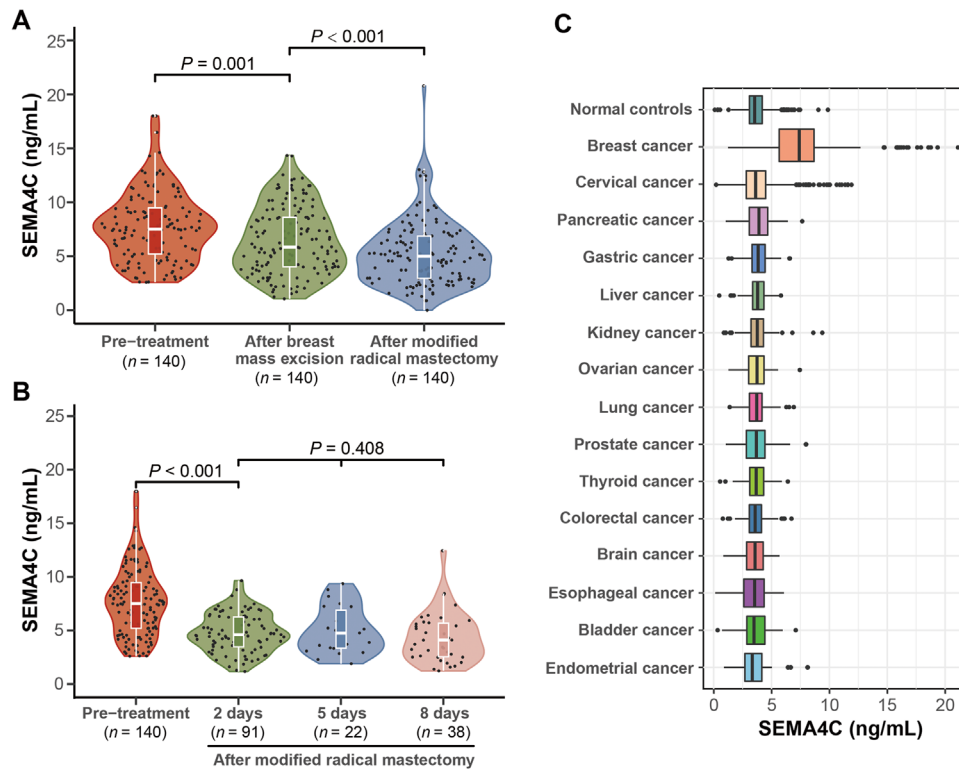 A
SEMA4C (ng/mL)
25
20
15
10
5
0
P = 0.001
P < 0.001
Pre−treatment
(n = 140)
After breast
mass excision
(n = 140)
After modified
radical mastectomy
(n = 140)
B
SEMA4C (ng/mL)
25
20
15
10
5
0
P < 0.001
P = 0.408
Pre−treatment
(n = 140)
2 days
(n = 91)
5 days
(n = 22)
8 days
(n = 38)
After modified radical mastectomy
C
Normal controls
Breast cancer
Cervical cancer
Pancreatic cancer
Gastric cancer
Liver cancer
Kidney cancer
Ovarian cancer
Lung cancer
Prostate cancer
Thyroid cancer
Colorectal cancer
Brain cancer
Esophageal cancer
Bladder cancer
Endometrial cancer
0 5 10 15 20
SEMA4C (ng/mL)